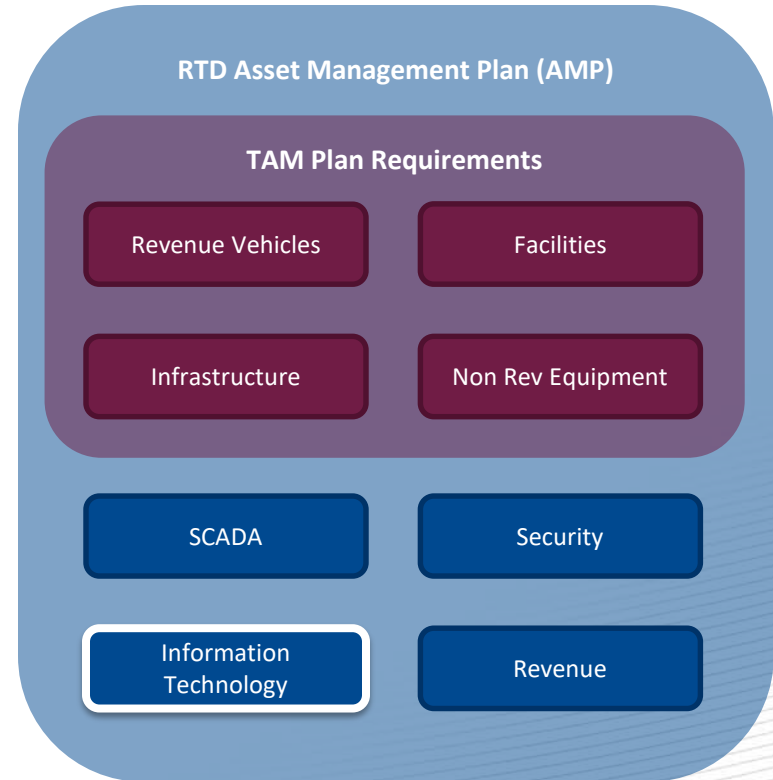 RTD Asset Management Plan (AMP)
TAM Plan Requirements
Revenue Vehicles
Facilities
Infrastructure
Non Rev Equipment
SCADA
Security
Information
Technology
Revenue